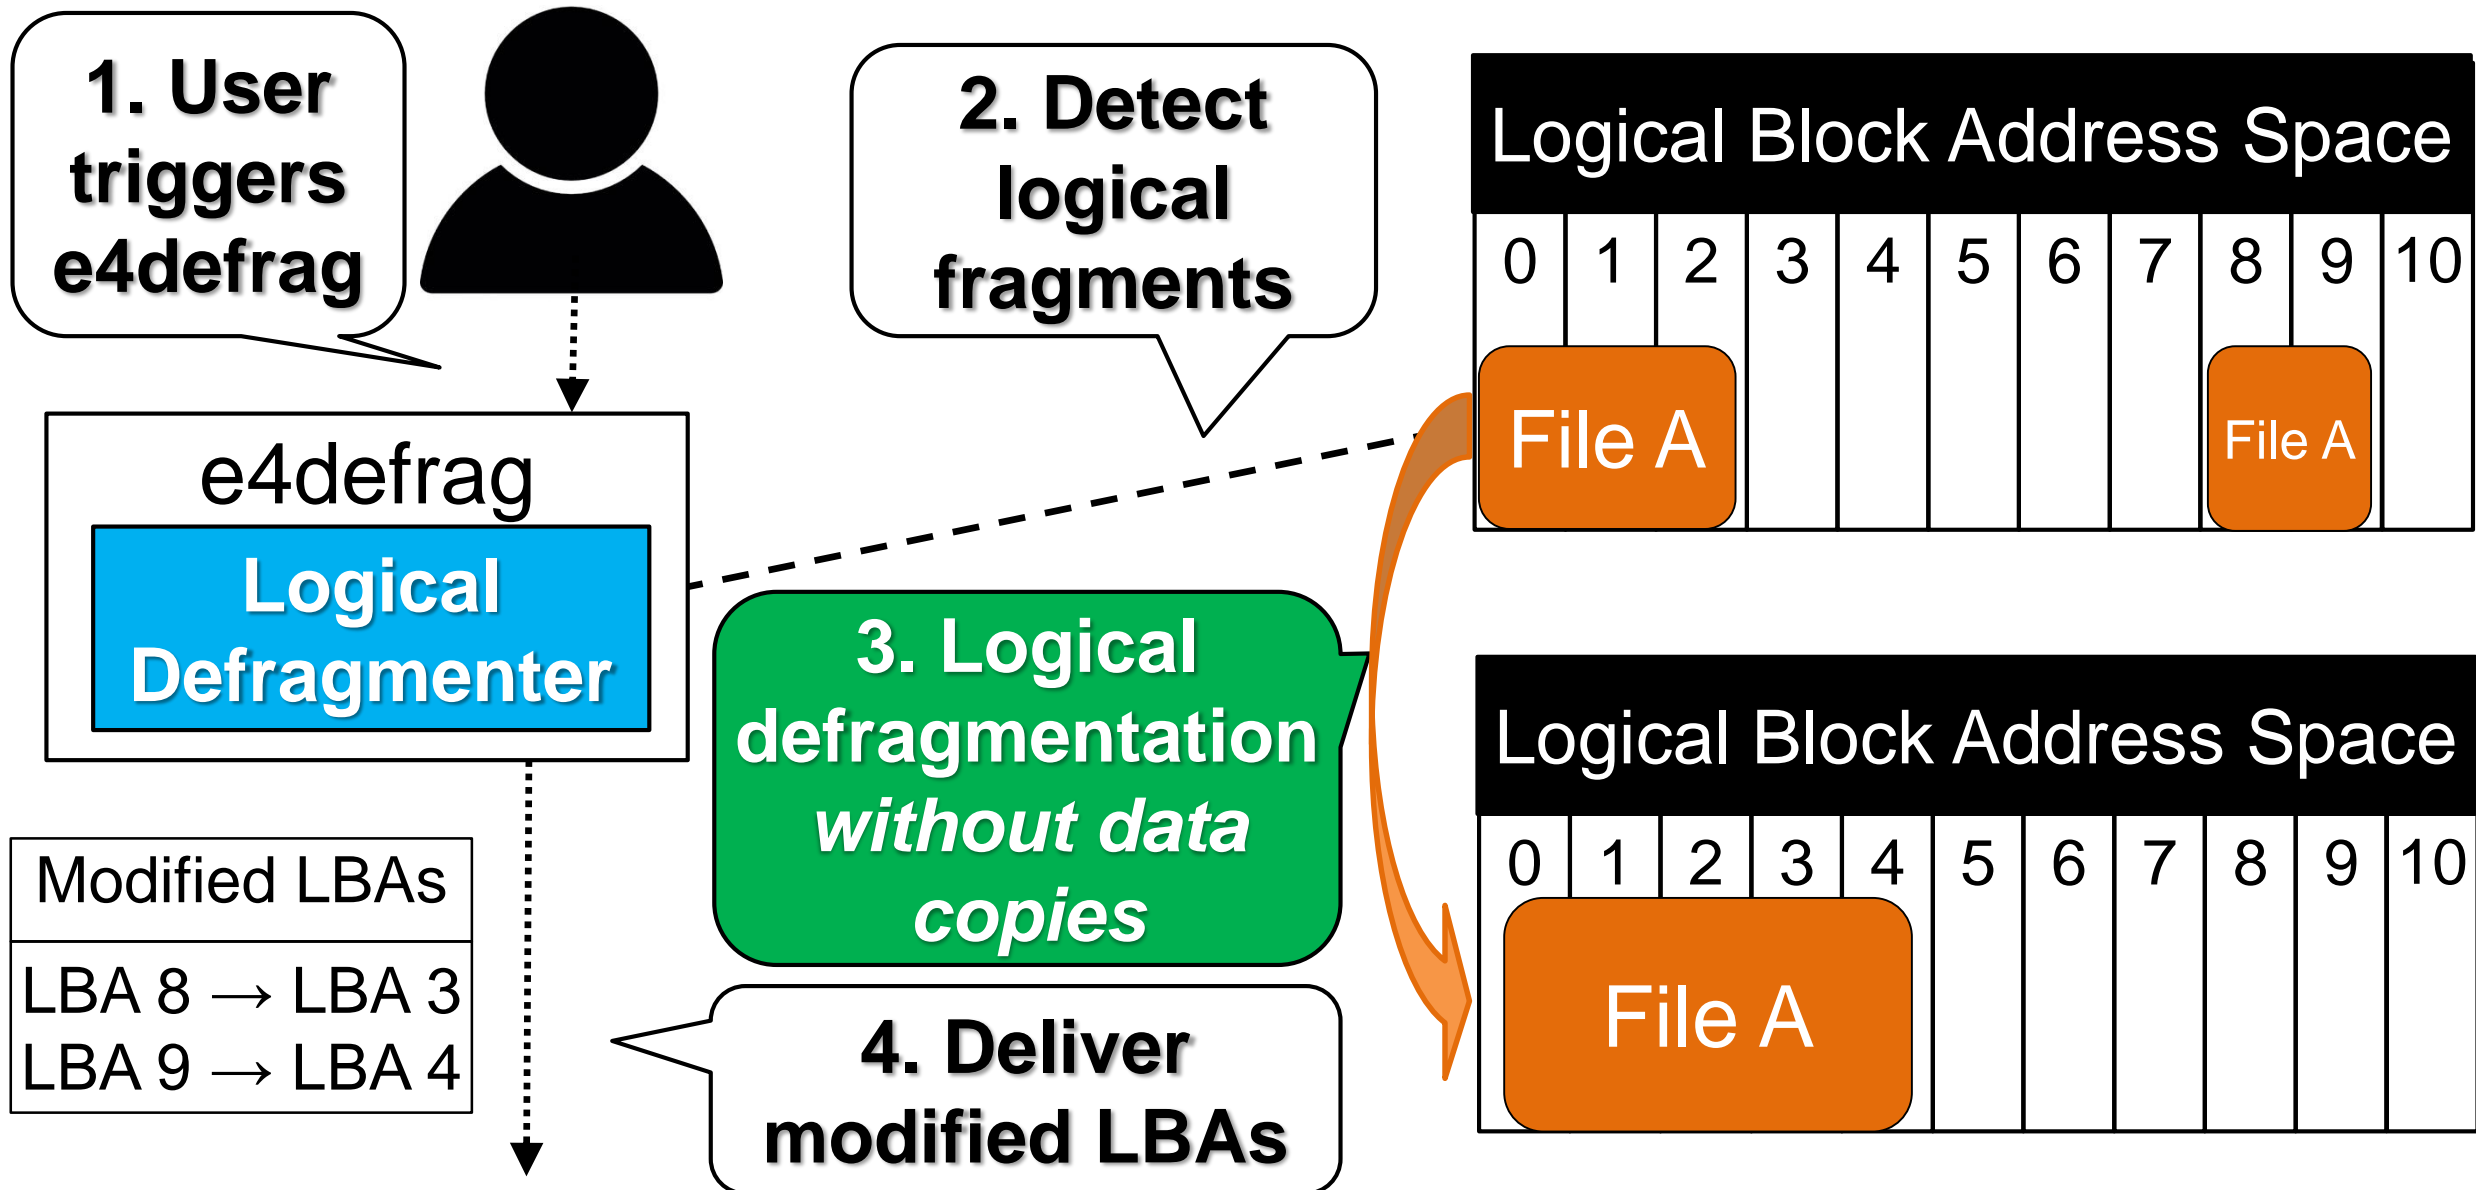 1. User
triggers
e4defrag
2. Detect
logical
fragments
Logical Block Address Space
0 1 2 3 4 5 6 7 8 9 10
File A
File A
e4defrag
Logical
Defragmenter
3. Logical
defragmentation
without data
copies
Logical Block Address Space
0 1 2 3 4 5 6 7 8 9 10
File A
Modified LBAs
LBA 8 → LBA 3
LBA 9 → LBA 4
4. Deliver
modified LBAs